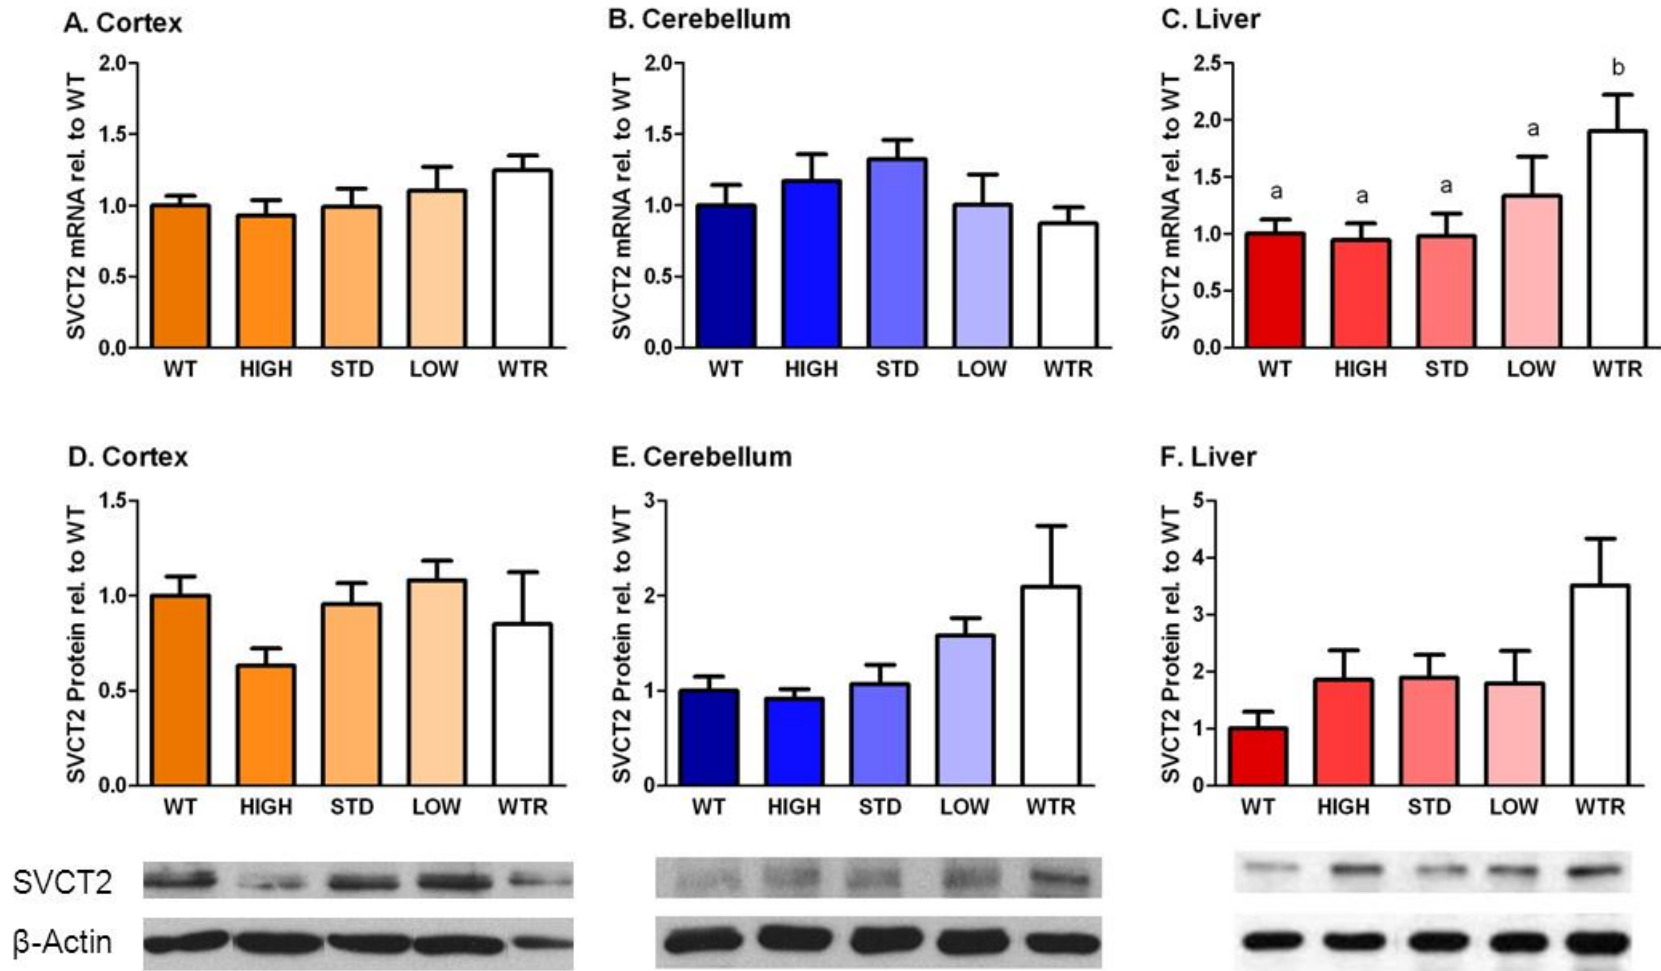 A. Cortex
SVCT2 mRNA rel. to WT
2.0
1.5
1.0
0.5
0.0
WT HIGH STD LOW WTR
B. Cerebellum
SVCT2 mRNA rel. to WT
2.0
1.5
1.0
0.5
0.0
WT HIGH STD LOW WTR
C. Liver
SVCT2 mRNA rel. to WT
2.5
2.0
1.5
1.0
0.5
0.0
a a a a b
WT HIGH STD LOW WTR
D. Cortex
SVCT2 Protein rel. to WT
1.5
1.0
0.5
0.0
WT HIGH STD LOW WTR
E. Cerebellum
SVCT2 Protein rel. to WT
3
2
1
0
WT HIGH STD LOW WTR
F. Liver
SVCT2 Protein rel. to WT
5
4
3
2
1
0
WT HIGH STD LOW WTR
SVCT2
β-Actin